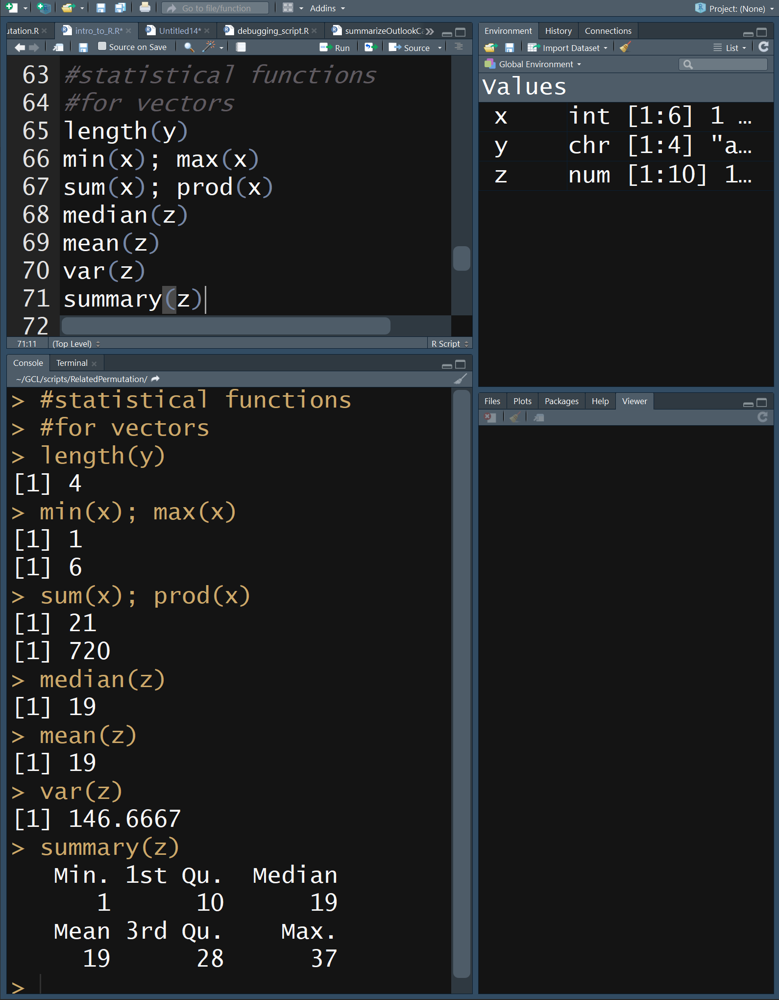 Go to file/function
Addins
Project: (None)
utation.R
intro_to_R.R*
Untitled14*
debugging_script.R
summarizeOutlookCa
Source on Save
Run
Source
63 #statistical functions
64 #for vectors
65 length(y)
66 min(x); max(x)
67 sum(x); prod(x)
68 median(z)
69 mean(z)
70 var(z)
71 summary(z)
72
71:11
(Top Level)
R Script
Console
Terminal
~/GCL/scripts/RelatedPermutation/
> #statistical functions
> #for vectors
> length(y)
[1] 4
> min(x); max(x)
[1] 1
[1] 6
> sum(x); prod(x)
[1] 21
[1] 720
> median(z)
[1] 19
> mean(z)
[1] 19
> var(z)
[1] 146.6667
> summary(z)
Min. 1st Qu. Median
1 10 19
Mean 3rd Qu. Max.
19 28 37
>
Environment
History
Connections
Import Dataset
List
Global Environment
Values
x int [1:6] 1 …
y chr [1:4] "a…
z num [1:10] 1…
Files
Plots
Packages
Help
Viewer